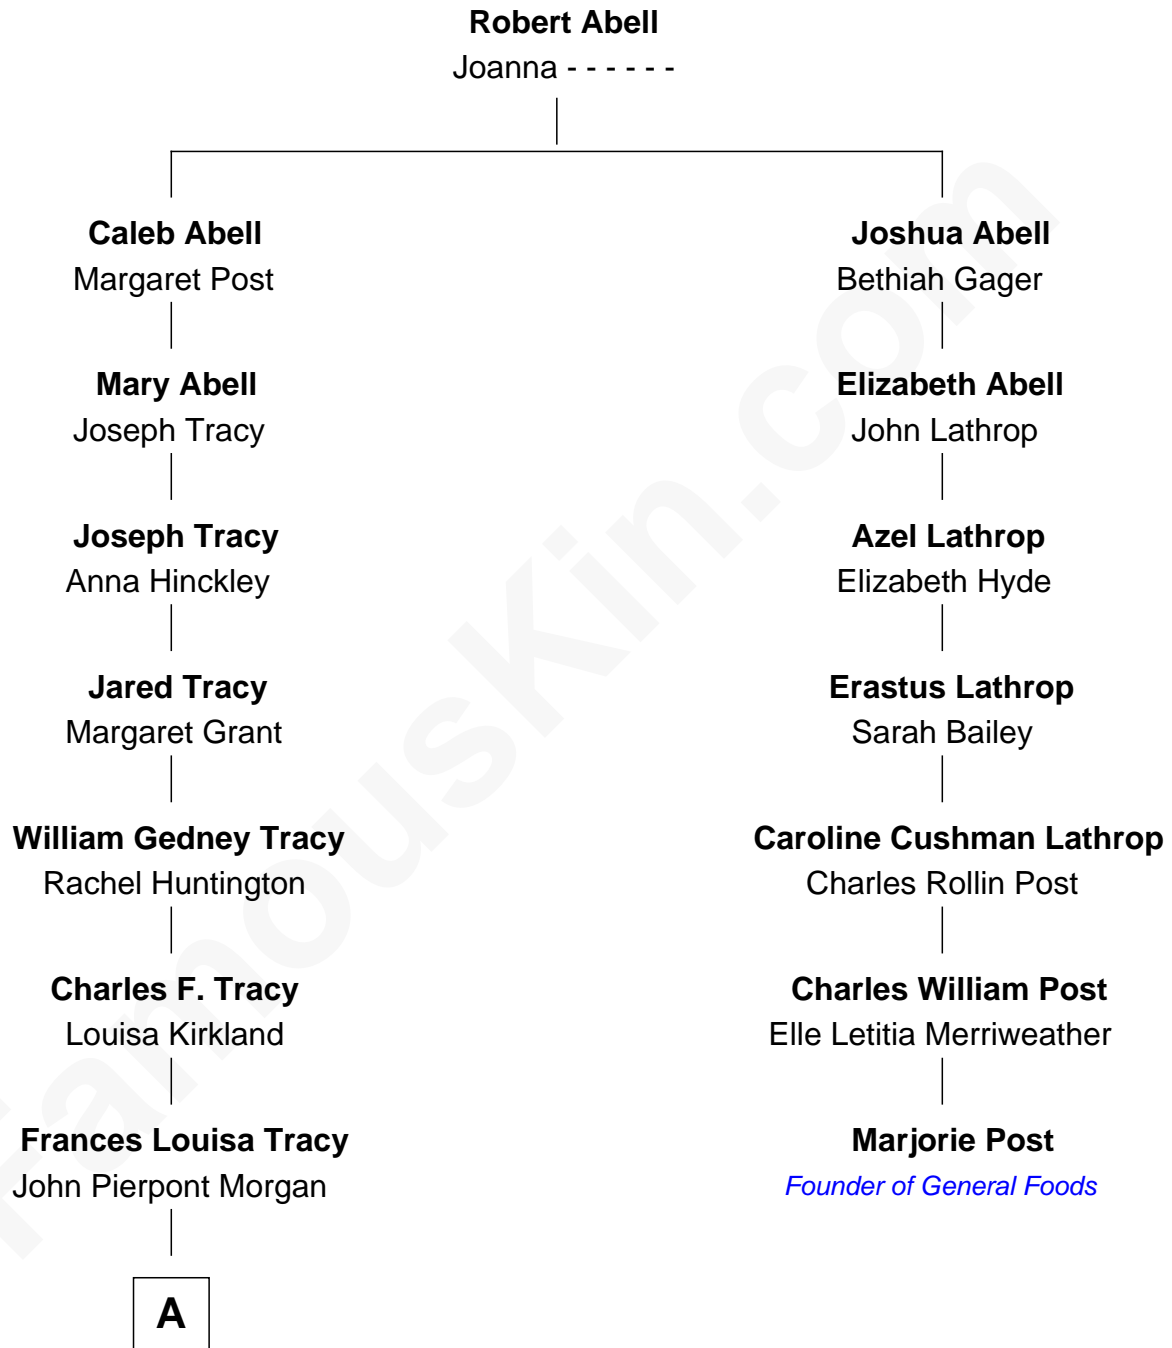 Robert Abell
Joanna - - - - - -
Caleb Abell
Margaret Post
Mary Abell
Joseph Tracy
Joseph Tracy
Anna Hinckley
Jared Tracy
Margaret Grant
William Gedney Tracy
Rachel Huntington
Charles F. Tracy
Louisa Kirkland
Frances Louisa Tracy
John Pierpont Morgan
A
Joshua Abell
Bethiah Gager
Elizabeth Abell
John Lathrop
Azel Lathrop
Elizabeth Hyde
Erastus Lathrop
Sarah Bailey
Caroline Cushman Lathrop
Charles Rollin Post
Charles William Post
Elle Letitia Merriweather
Marjorie Post
Founder of General Foods
FamousKin.com